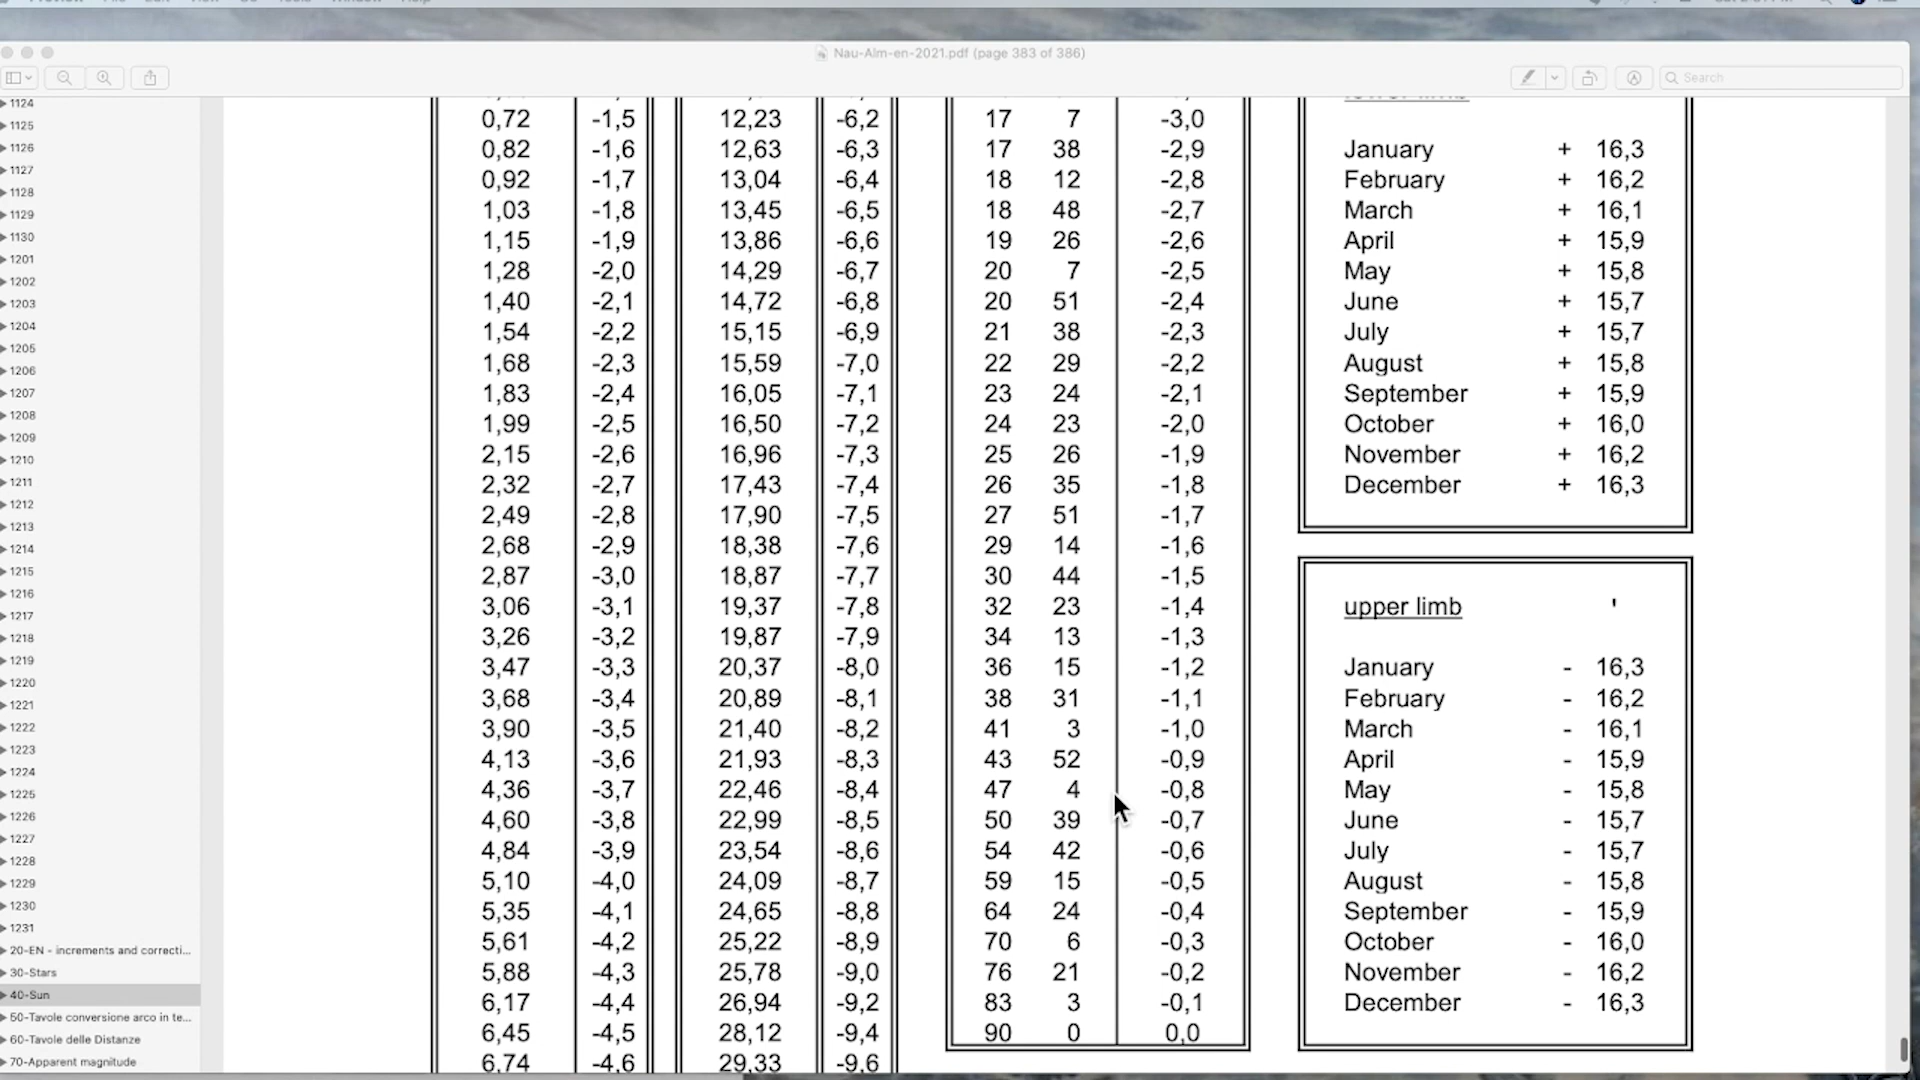 Nau-Alm-en-2021.pdf (page 383 of 386)
Search
1124
1125
1126
1127
1128
1129
1130
1201
1202
1203
1204
1205
1206
1207
1208
1209
1210
1211
1212
1213
1214
1215
1216
1217
1218
1219
1220
1221
1222
1223
1224
1225
1226
1227
1228
1229
1230
1231
20-EN - increments and correcti...
30-Stars
40-Sun
50-Tavole conversione arco in te...
60-Tavole delle Distanze
70-Apparent magnitude
0,72 -1,5 12,23 -6,2 17 7 -3,0
0,82 -1,6 12,63 -6,3 17 38 -2,9 January + 16,3
0,92 -1,7 13,04 -6,4 18 12 -2,8 February + 16,2
1,03 -1,8 13,45 -6,5 18 48 -2,7 March + 16,1
1,15 -1,9 13,86 -6,6 19 26 -2,6 April + 15,9
1,28 -2,0 14,29 -6,7 20 7 -2,5 May + 15,8
1,40 -2,1 14,72 -6,8 20 51 -2,4 June + 15,7
1,54 -2,2 15,15 -6,9 21 38 -2,3 July + 15,7
1,68 -2,3 15,59 -7,0 22 29 -2,2 August + 15,8
1,83 -2,4 16,05 -7,1 23 24 -2,1 September + 15,9
1,99 -2,5 16,50 -7,2 24 23 -2,0 October + 16,0
2,15 -2,6 16,96 -7,3 25 26 -1,9 November + 16,2
2,32 -2,7 17,43 -7,4 26 35 -1,8 December + 16,3
2,49 -2,8 17,90 -7,5 27 51 -1,7
2,68 -2,9 18,38 -7,6 29 14 -1,6
2,87 -3,0 18,87 -7,7 30 44 -1,5
3,06 -3,1 19,37 -7,8 32 23 -1,4 upper limb '
3,26 -3,2 19,87 -7,9 34 13 -1,3
3,47 -3,3 20,37 -8,0 36 15 -1,2 January - 16,3
3,68 -3,4 20,89 -8,1 38 31 -1,1 February - 16,2
3,90 -3,5 21,40 -8,2 41 3 -1,0 March - 16,1
4,13 -3,6 21,93 -8,3 43 52 -0,9 April - 15,9
4,36 -3,7 22,46 -8,4 47 4 -0,8 May - 15,8
4,60 -3,8 22,99 -8,5 50 39 -0,7 June - 15,7
4,84 -3,9 23,54 -8,6 54 42 -0,6 July - 15,7
5,10 -4,0 24,09 -8,7 59 15 -0,5 August - 15,8
5,35 -4,1 24,65 -8,8 64 24 -0,4 September - 15,9
5,61 -4,2 25,22 -8,9 70 6 -0,3 October - 16,0
5,88 -4,3 25,78 -9,0 76 21 -0,2 November - 16,2
6,17 -4,4 26,94 -9,2 83 3 -0,1 December - 16,3
6,45 -4,5 28,12 -9,4 90 0 0,0
6,74 -4,6 29,33 -9,6